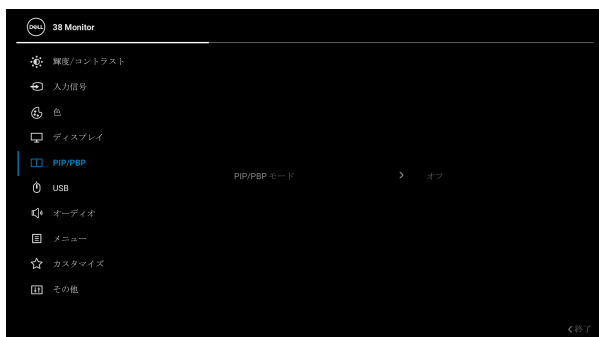 DELL
38 Monitor
輝度/コントラスト
入力信号
色
ディスプレイ
PIP/PBP
PIP/PBP モード
オフ
USB
オーディオ
メニュー
カスタマイズ
その他
終了